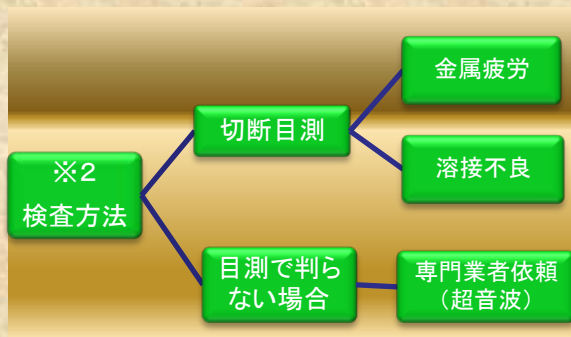 ※２
検査方法
切断目測
金属疲労
溶接不良
目測で判ら
ない場合
専門業者依頼
（超音波）